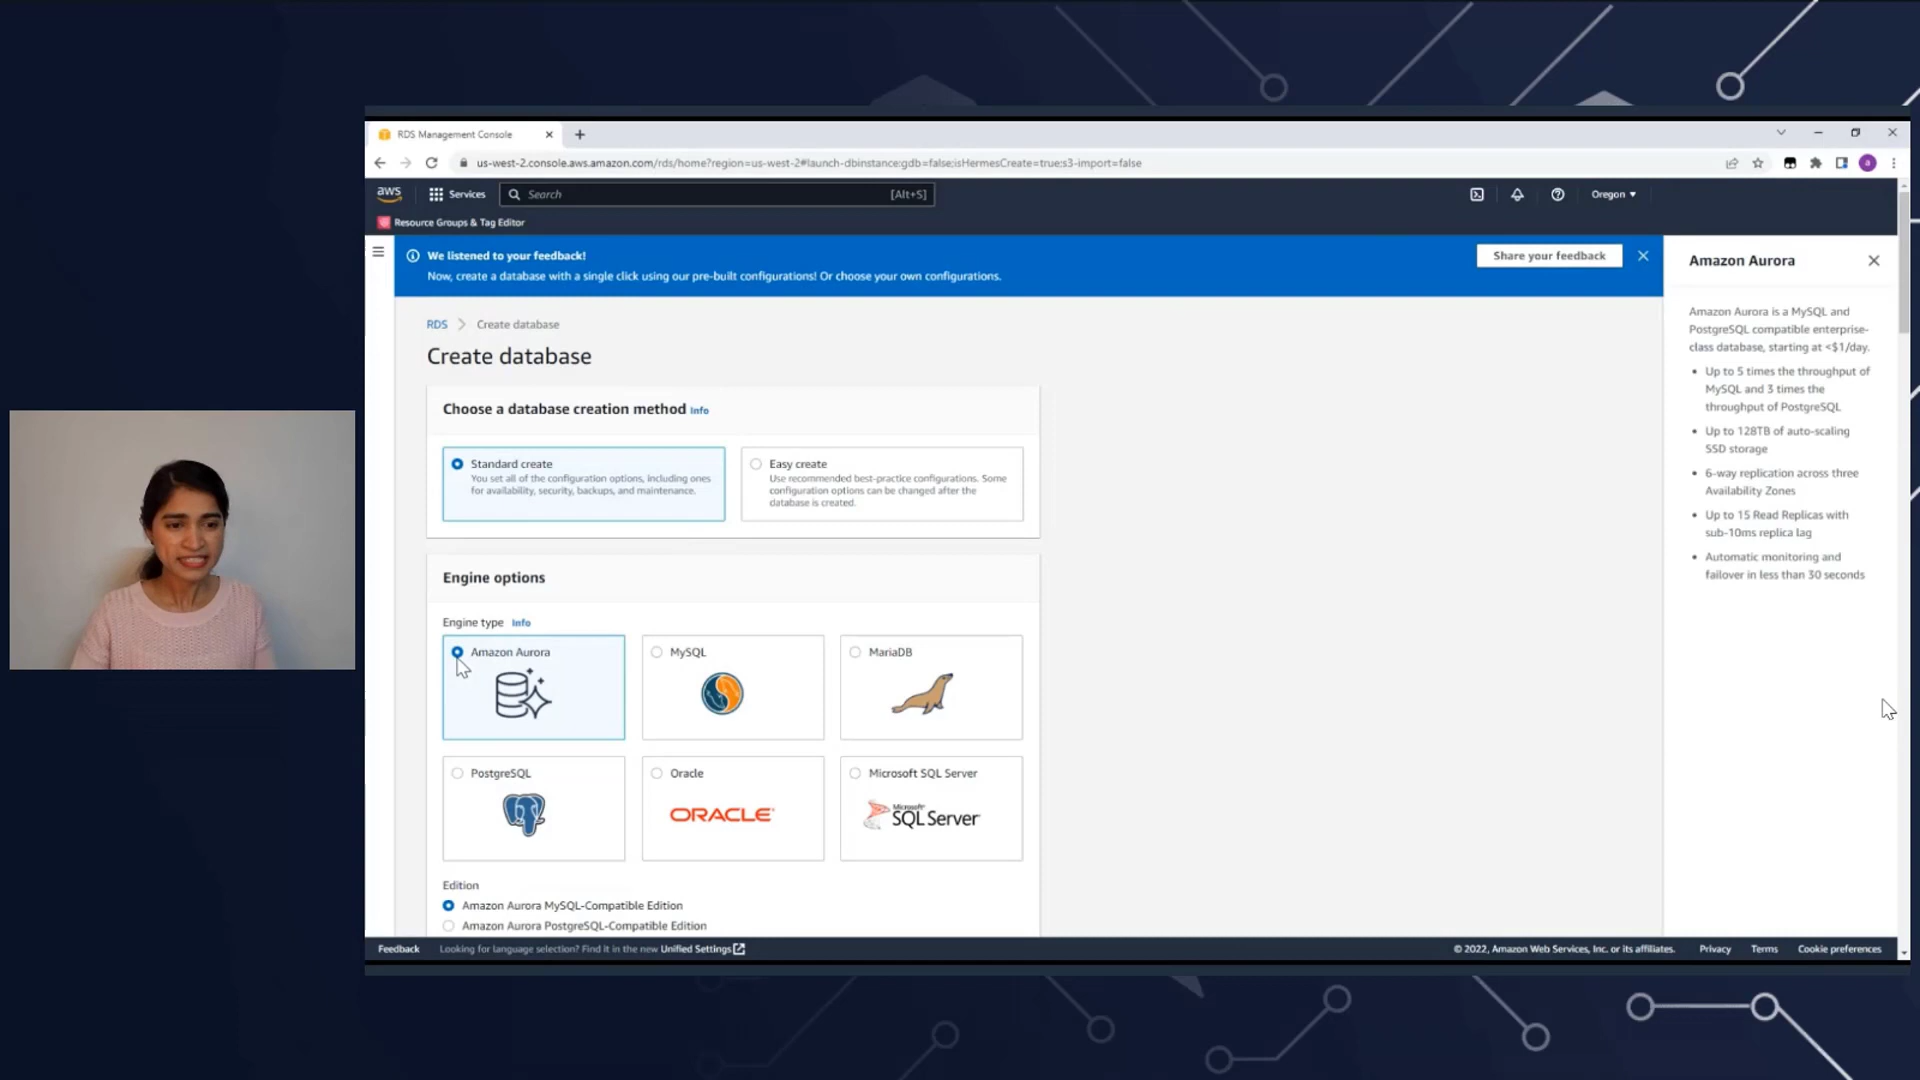 RDS Management Console
us-west-2.console.aws.amazon.com/rds/home?region=us-west-2#launch-dbinstance:gdb=false;isHermesCreate=true;s3-import=false
a
aws
Services
Search
[Alt+S]
Oregon
Resource Groups & Tag Editor
We listened to your feedback!
Now, create a database with a single click using our pre-built configurations! Or choose your own configurations.
Share your feedback
RDS
Create database
Create database
Choose a database creation method Info
Standard create
You set all of the configuration options, including ones
for availability, security, backups, and maintenance.
Easy create
Use recommended best-practice configurations. Some
configuration options can be changed after the
database is created.
Engine options
Engine type Info
Amazon Aurora
MySQL
MariaDB
PostgreSQL
Oracle
ORACLE
Microsoft SQL Server
Microsoft
SQL Server
Edition
Amazon Aurora MySQL-Compatible Edition
Amazon Aurora PostgreSQL-Compatible Edition
Amazon Aurora
Amazon Aurora is a MySQL and
PostgreSQL compatible enterprise-
class database, starting at <$1/day.
• Up to 5 times the throughput of
MySQL and 3 times the
throughput of PostgreSQL
• Up to 128TB of auto-scaling
SSD storage
• 6-way replication across three
Availability Zones
• Up to 15 Read Replicas with
sub-10ms replica lag
• Automatic monitoring and
failover in less than 30 seconds
Feedback
Looking for language selection? Find it in the new Unified Settings
© 2022, Amazon Web Services, Inc. or its affiliates.
Privacy
Terms
Cookie preferences